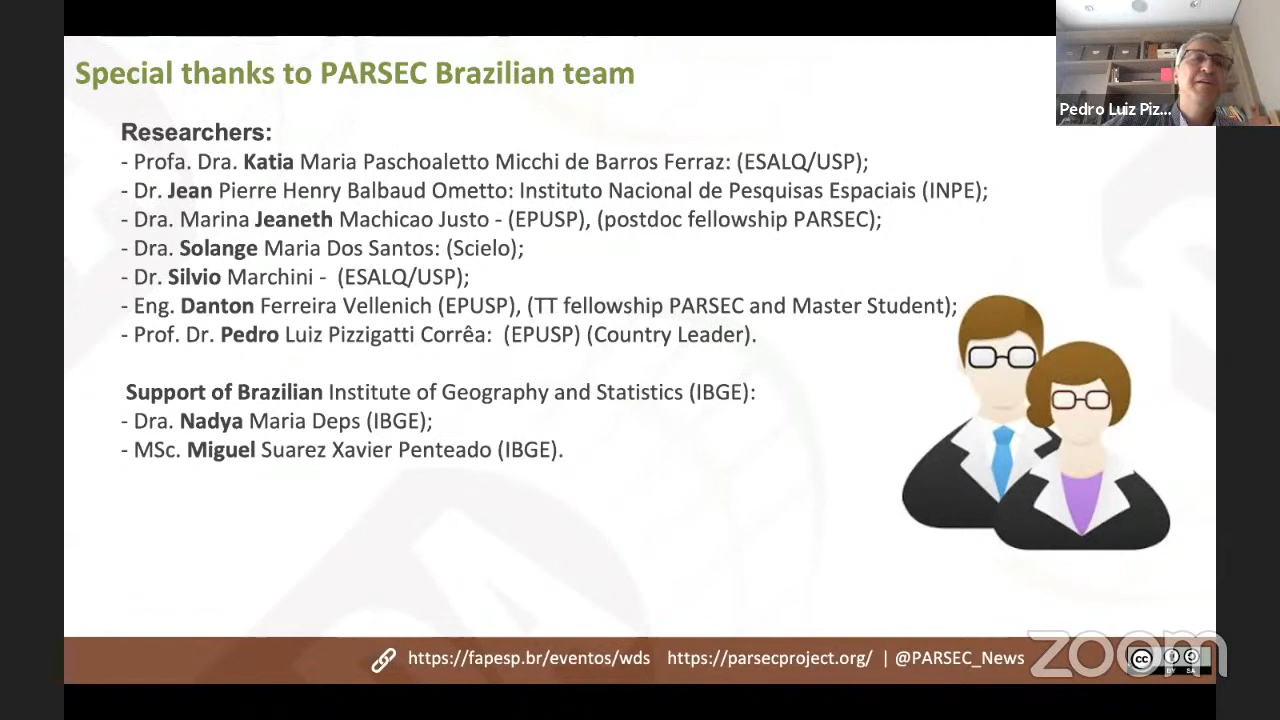 Special thanks to PARSEC Brazilian team
Pedro Luiz Piz...
Researchers:
- Profa. Dra. Katia Maria Paschoaletto Micchi de Barros Ferraz: (ESALQ/USP);
- Dr. Jean Pierre Henry Balbaud Ometto: Instituto Nacional de Pesquisas Espaciais (INPE);
- Dra. Marina Jeaneth Machicao Justo - (EPUSP), (postdoc fellowship PARSEC);
- Dra. Solange Maria Dos Santos: (Scielo);
- Dr. Silvio Marchini - (ESALQ/USP);
- Eng. Danton Ferreira Vellenich (EPUSP), (TT fellowship PARSEC and Master Student);
- Prof. Dr. Pedro Luiz Pizzigatti Corrêa: (EPUSP) (Country Leader).
Support of Brazilian Institute of Geography and Statistics (IBGE):
- Dra. Nadya Maria Deps (IBGE);
- MSc. Miguel Suarez Xavier Penteado (IBGE).
https://fapesp.br/eventos/wds https://parsecproject.org/ | @PARSEC_News
zoom
cc BY SA